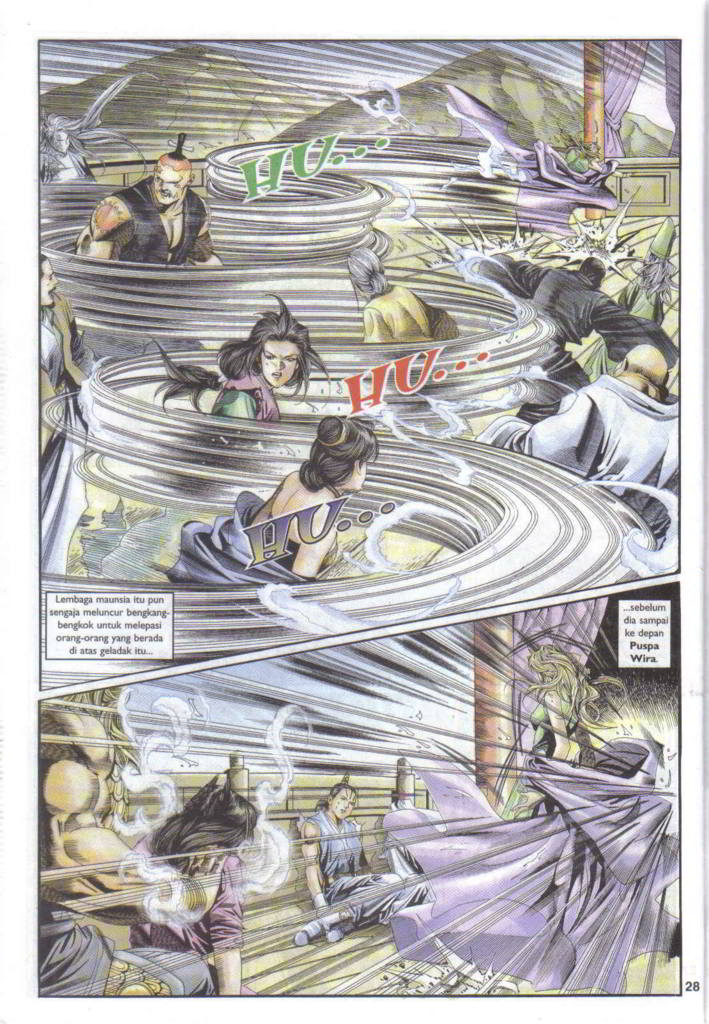 HU...
HU...
HU...
Lembaga maunsia itu pun
sengaja meluncur bengkang-
bengkok untuk melepasi
orang-orang yang berada
di atas geladak itu...
...sebelum
dia sampai
ke depan
Puspa
Wira.
28